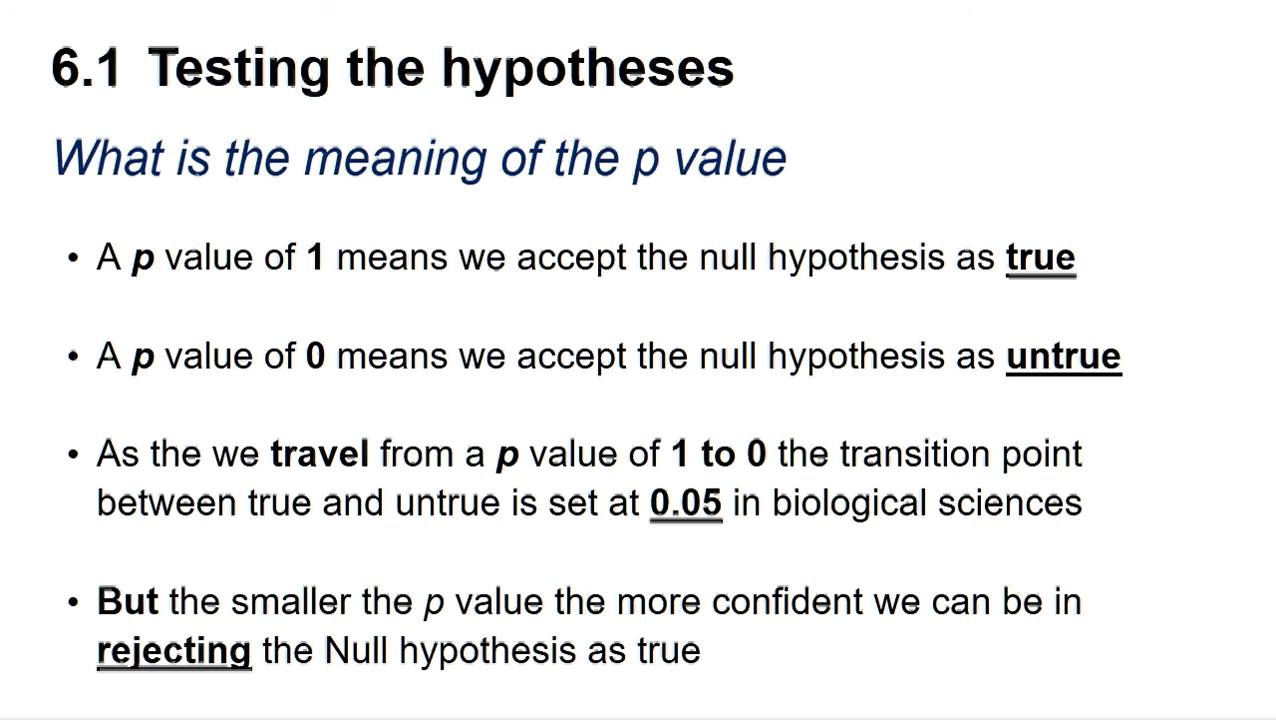 6.1 Testing the hypotheses
What is the meaning of the p value
• A p value of 1 means we accept the null hypothesis as true
• A p value of 0 means we accept the null hypothesis as untrue
• As the we travel from a p value of 1 to 0 the transition point
between true and untrue is set at 0.05 in biological sciences
• But the smaller the p value the more confident we can be in
rejecting the Null hypothesis as true